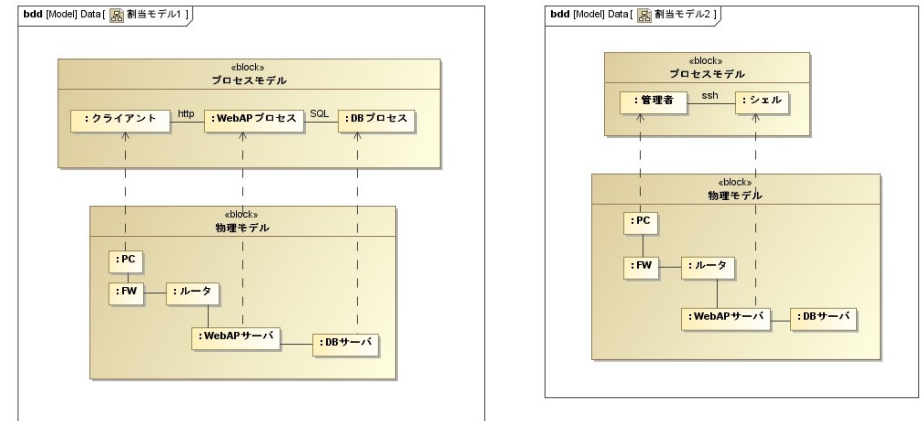 bdd [Model] Data[ 割当モデル1 ]
«block»
プロセスモデル
:クライアント
http
:WebAPプロセス
SQL
:DBプロセス
«block»
物理モデル
:PC
:FW
:ルータ
:WebAPサーバ
:DBサーバ
bdd [Model] Data[ 割当モデル2 ]
«block»
プロセスモデル
:管理者
ssh
:シェル
«block»
物理モデル
:PC
:FW
:ルータ
:WebAPサーバ
:DBサーバ